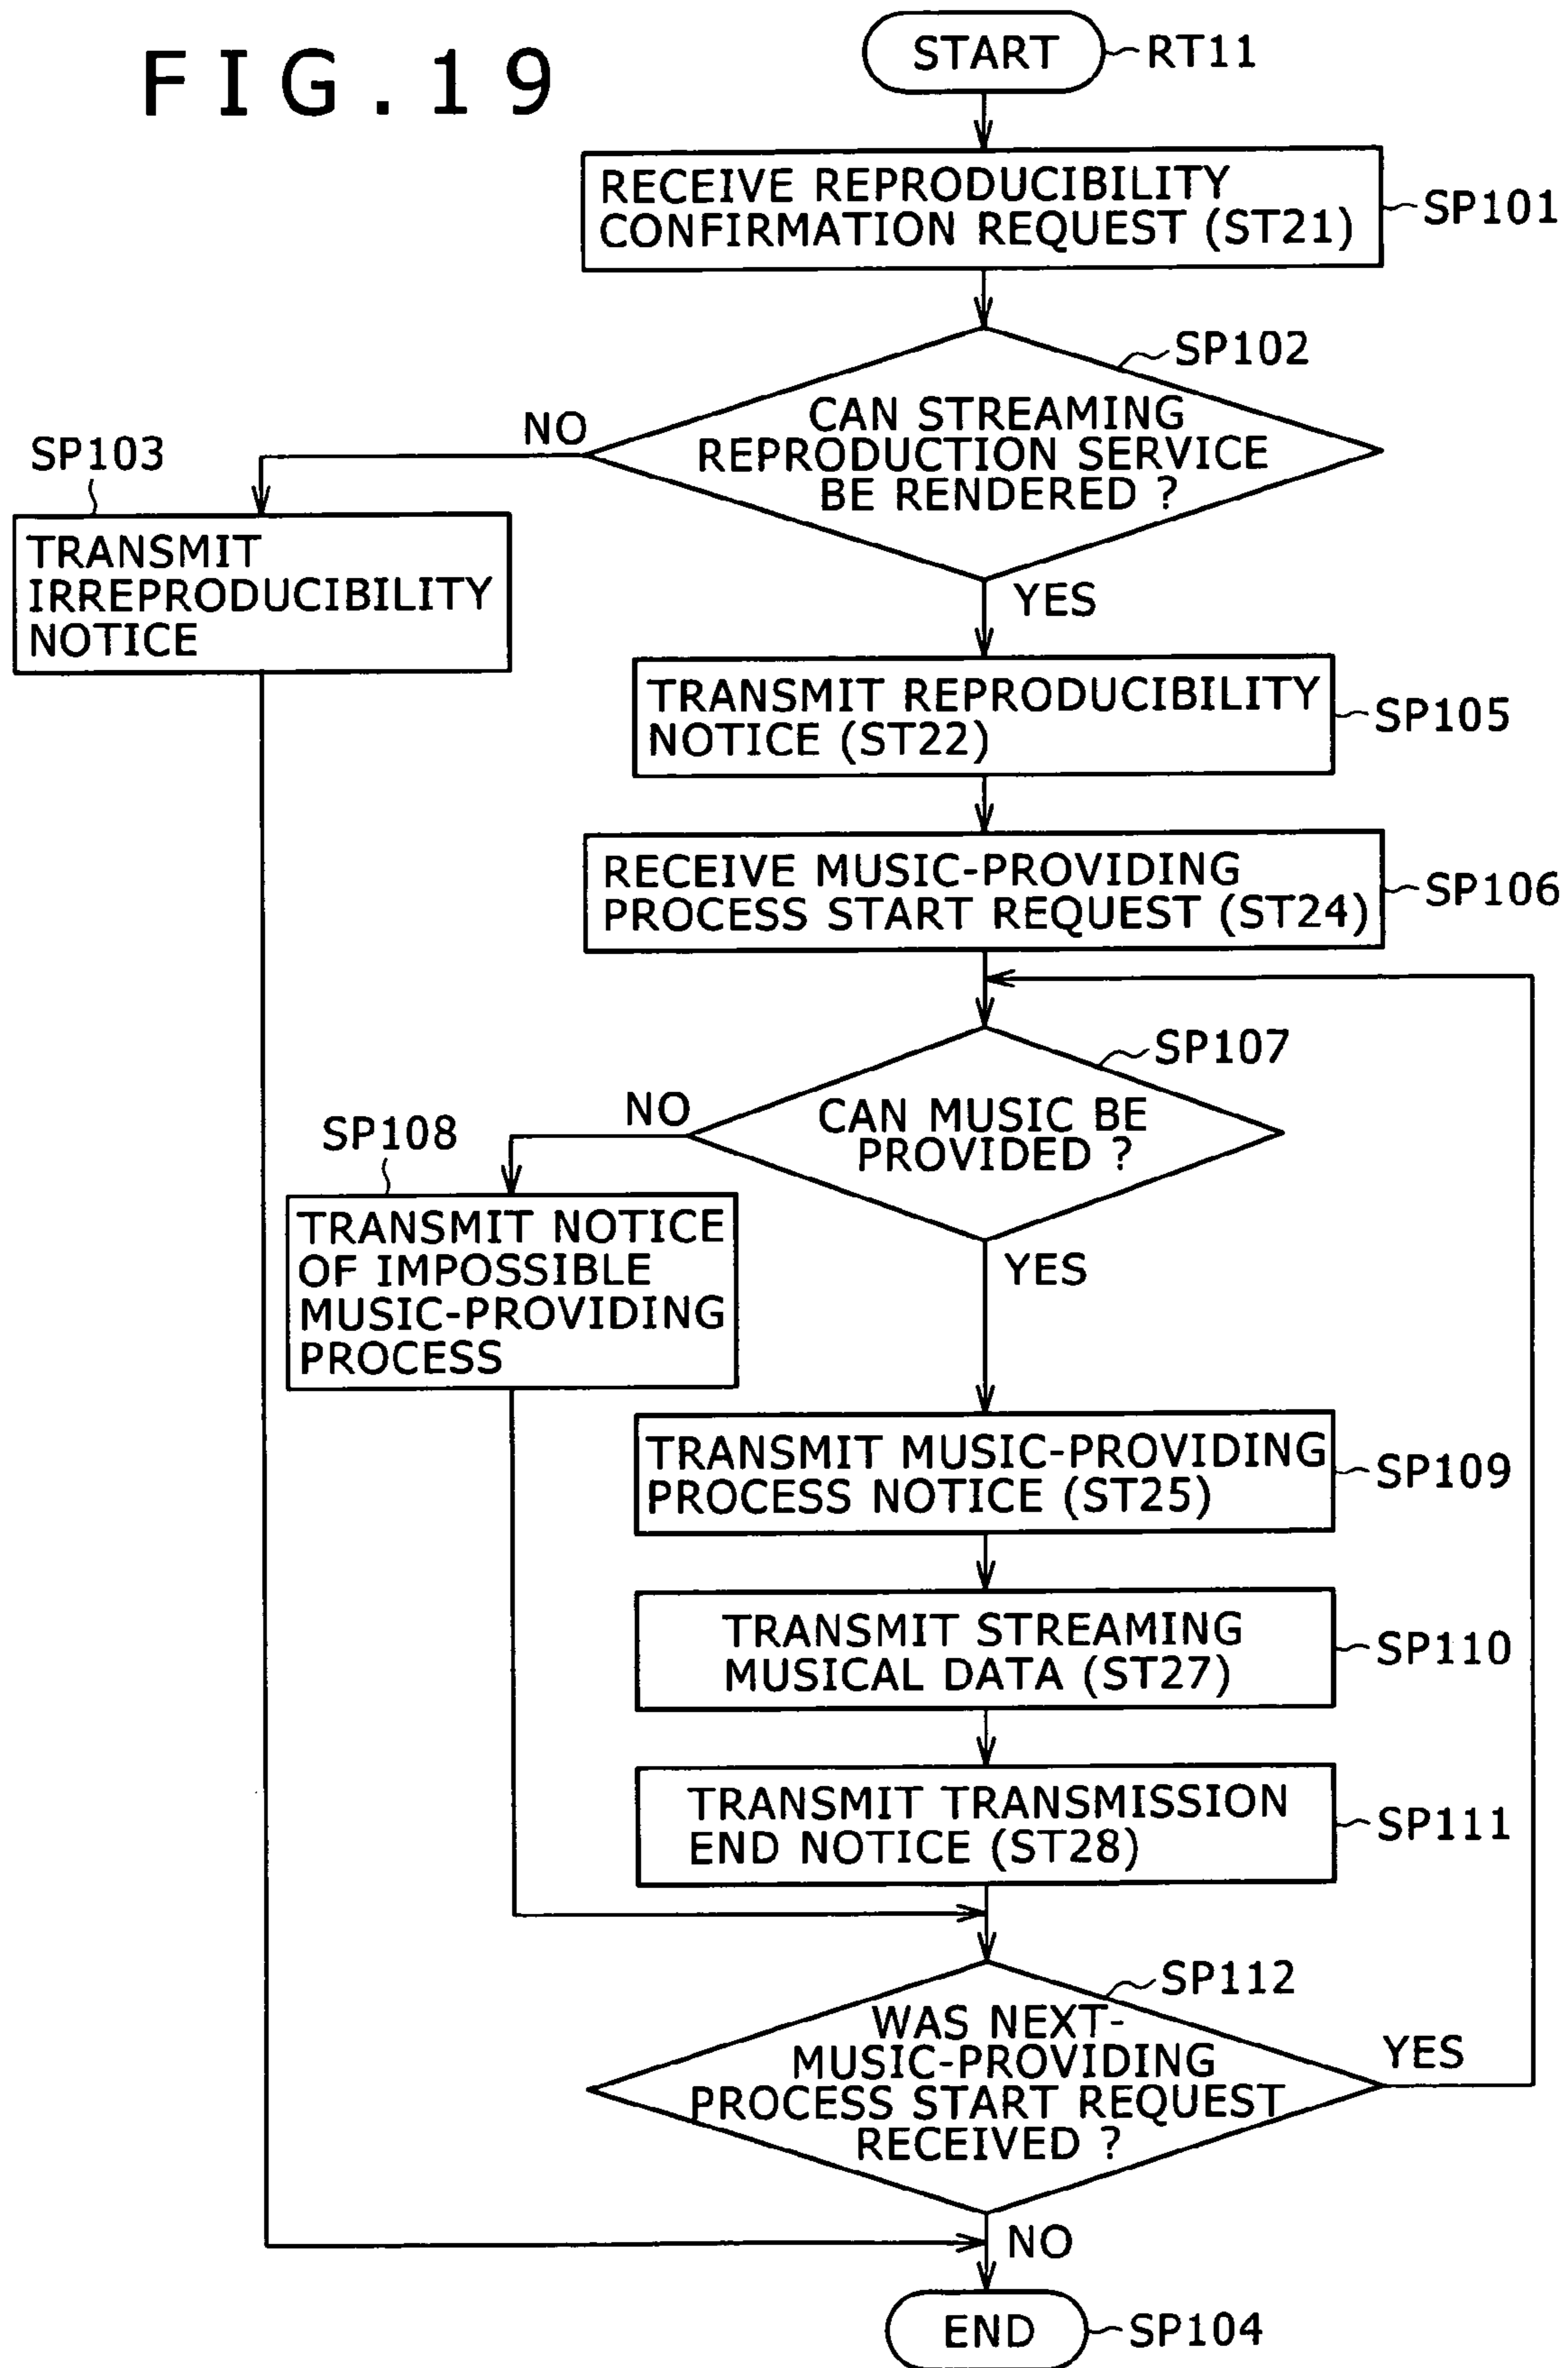 FIG.19
START
RT11
RECEIVE REPRODUCIBILITY
CONFIRMATION REQUEST (ST21)
SP101
SP102
CAN STREAMING
REPRODUCTION SERVICE
BE RENDERED ?
NO
SP103
TRANSMIT
IRREPRODUCIBILITY
NOTICE
YES
TRANSMIT REPRODUCIBILITY
NOTICE (ST22)
SP105
RECEIVE MUSIC-PROVIDING
PROCESS START REQUEST (ST24)
SP106
SP107
CAN MUSIC BE
PROVIDED ?
NO
SP108
TRANSMIT NOTICE
OF IMPOSSIBLE
MUSIC-PROVIDING
PROCESS
YES
TRANSMIT MUSIC-PROVIDING
PROCESS NOTICE (ST25)
SP109
TRANSMIT STREAMING
MUSICAL DATA (ST27)
SP110
TRANSMIT TRANSMISSION
END NOTICE (ST28)
SP111
SP112
WAS NEXT-
MUSIC-PROVIDING
PROCESS START REQUEST
RECEIVED ?
YES
NO
END
SP104